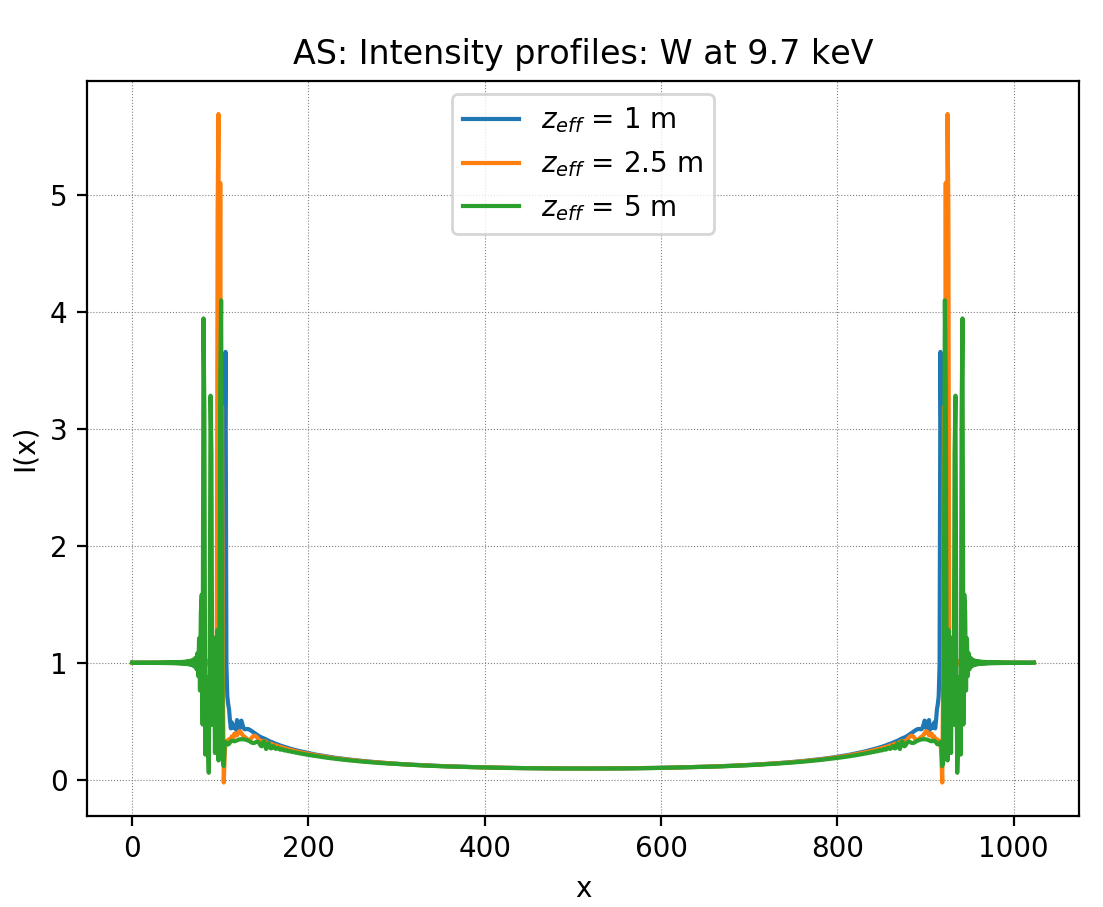 AS: Intensity profiles: W at 9.7 keV
z_eff = 1 m
z_eff = 2.5 m
z_eff = 5 m
I(x)
5
4
3
2
1
0
0 200 400 600 800 1000
x